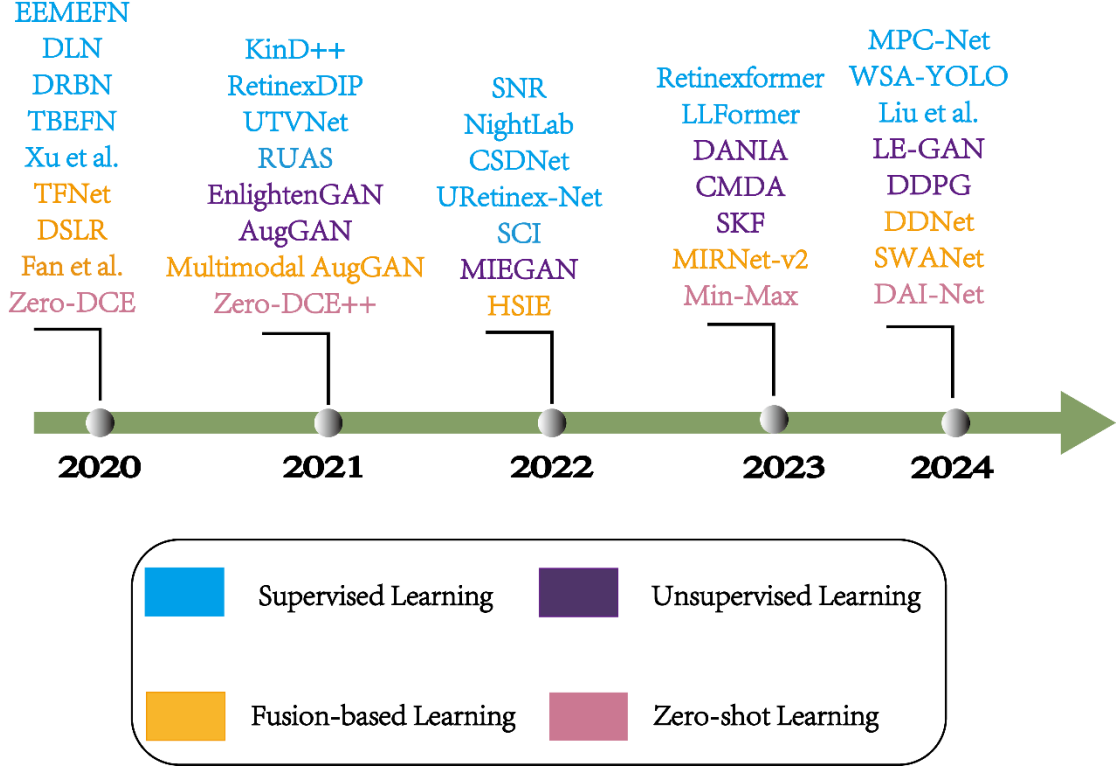 EEMEFN
DLN
DRBN
TBEFN
Xu et al.
TFNet
DSLR
Fan et al.
Zero-DCE
KinD++
RetinexDIP
UTVNet
RUAS
EnlightenGAN
AugGAN
Multimodal AugGAN
Zero-DCE++
SNR
NightLab
CSDNet
URetinex-Net
SCI
MIEGAN
HSIE
Retinexformer
LLFormer
DANIA
CMDA
SKF
MIRNet-v2
Min-Max
MPC-Net
WSA-YOLO
Liu et al.
LE-GAN
DDPG
DDNet
SWANet
DAI-Net
2020
2021
2022
2023
2024
Supervised Learning
Unsupervised Learning
Fusion-based Learning
Zero-shot Learning